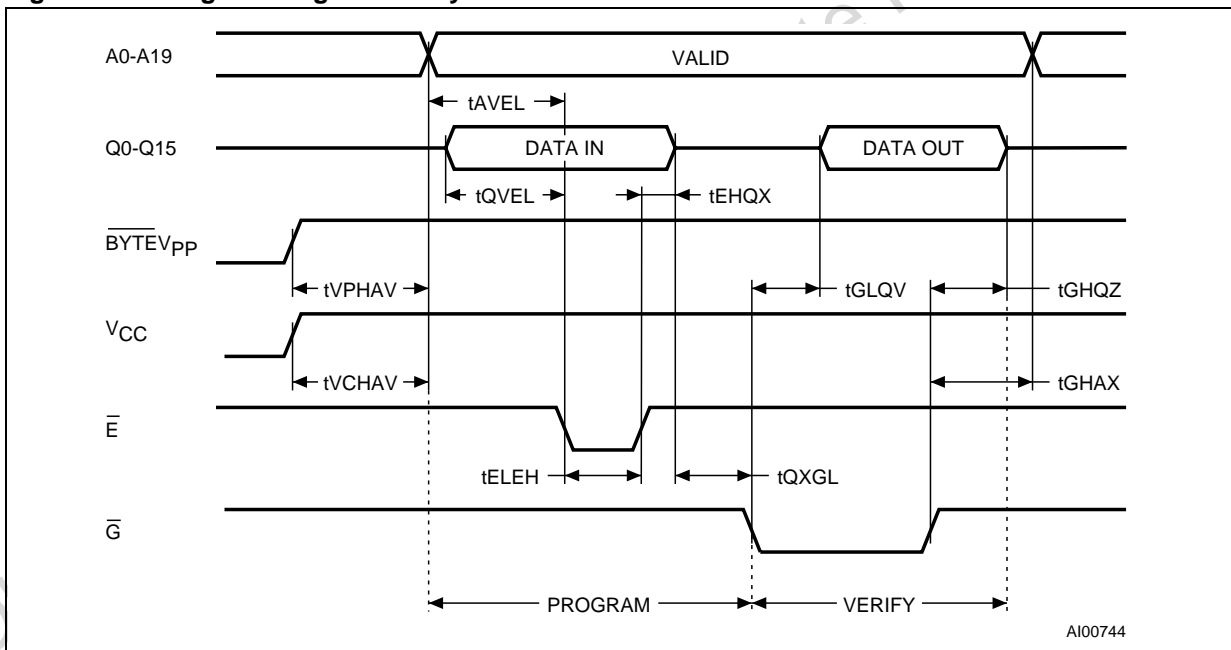 A0-A19
VALID
tAVEL
Q0-Q15
DATA IN
DATA OUT
tQVEL
tEHQX
BYTEVPP
tVPHAV
tGLQV
tGHQZ
VCC
tVCHAV
tGHAX
E
tELEH
tQXGL
G
PROGRAM
VERIFY
AI00744